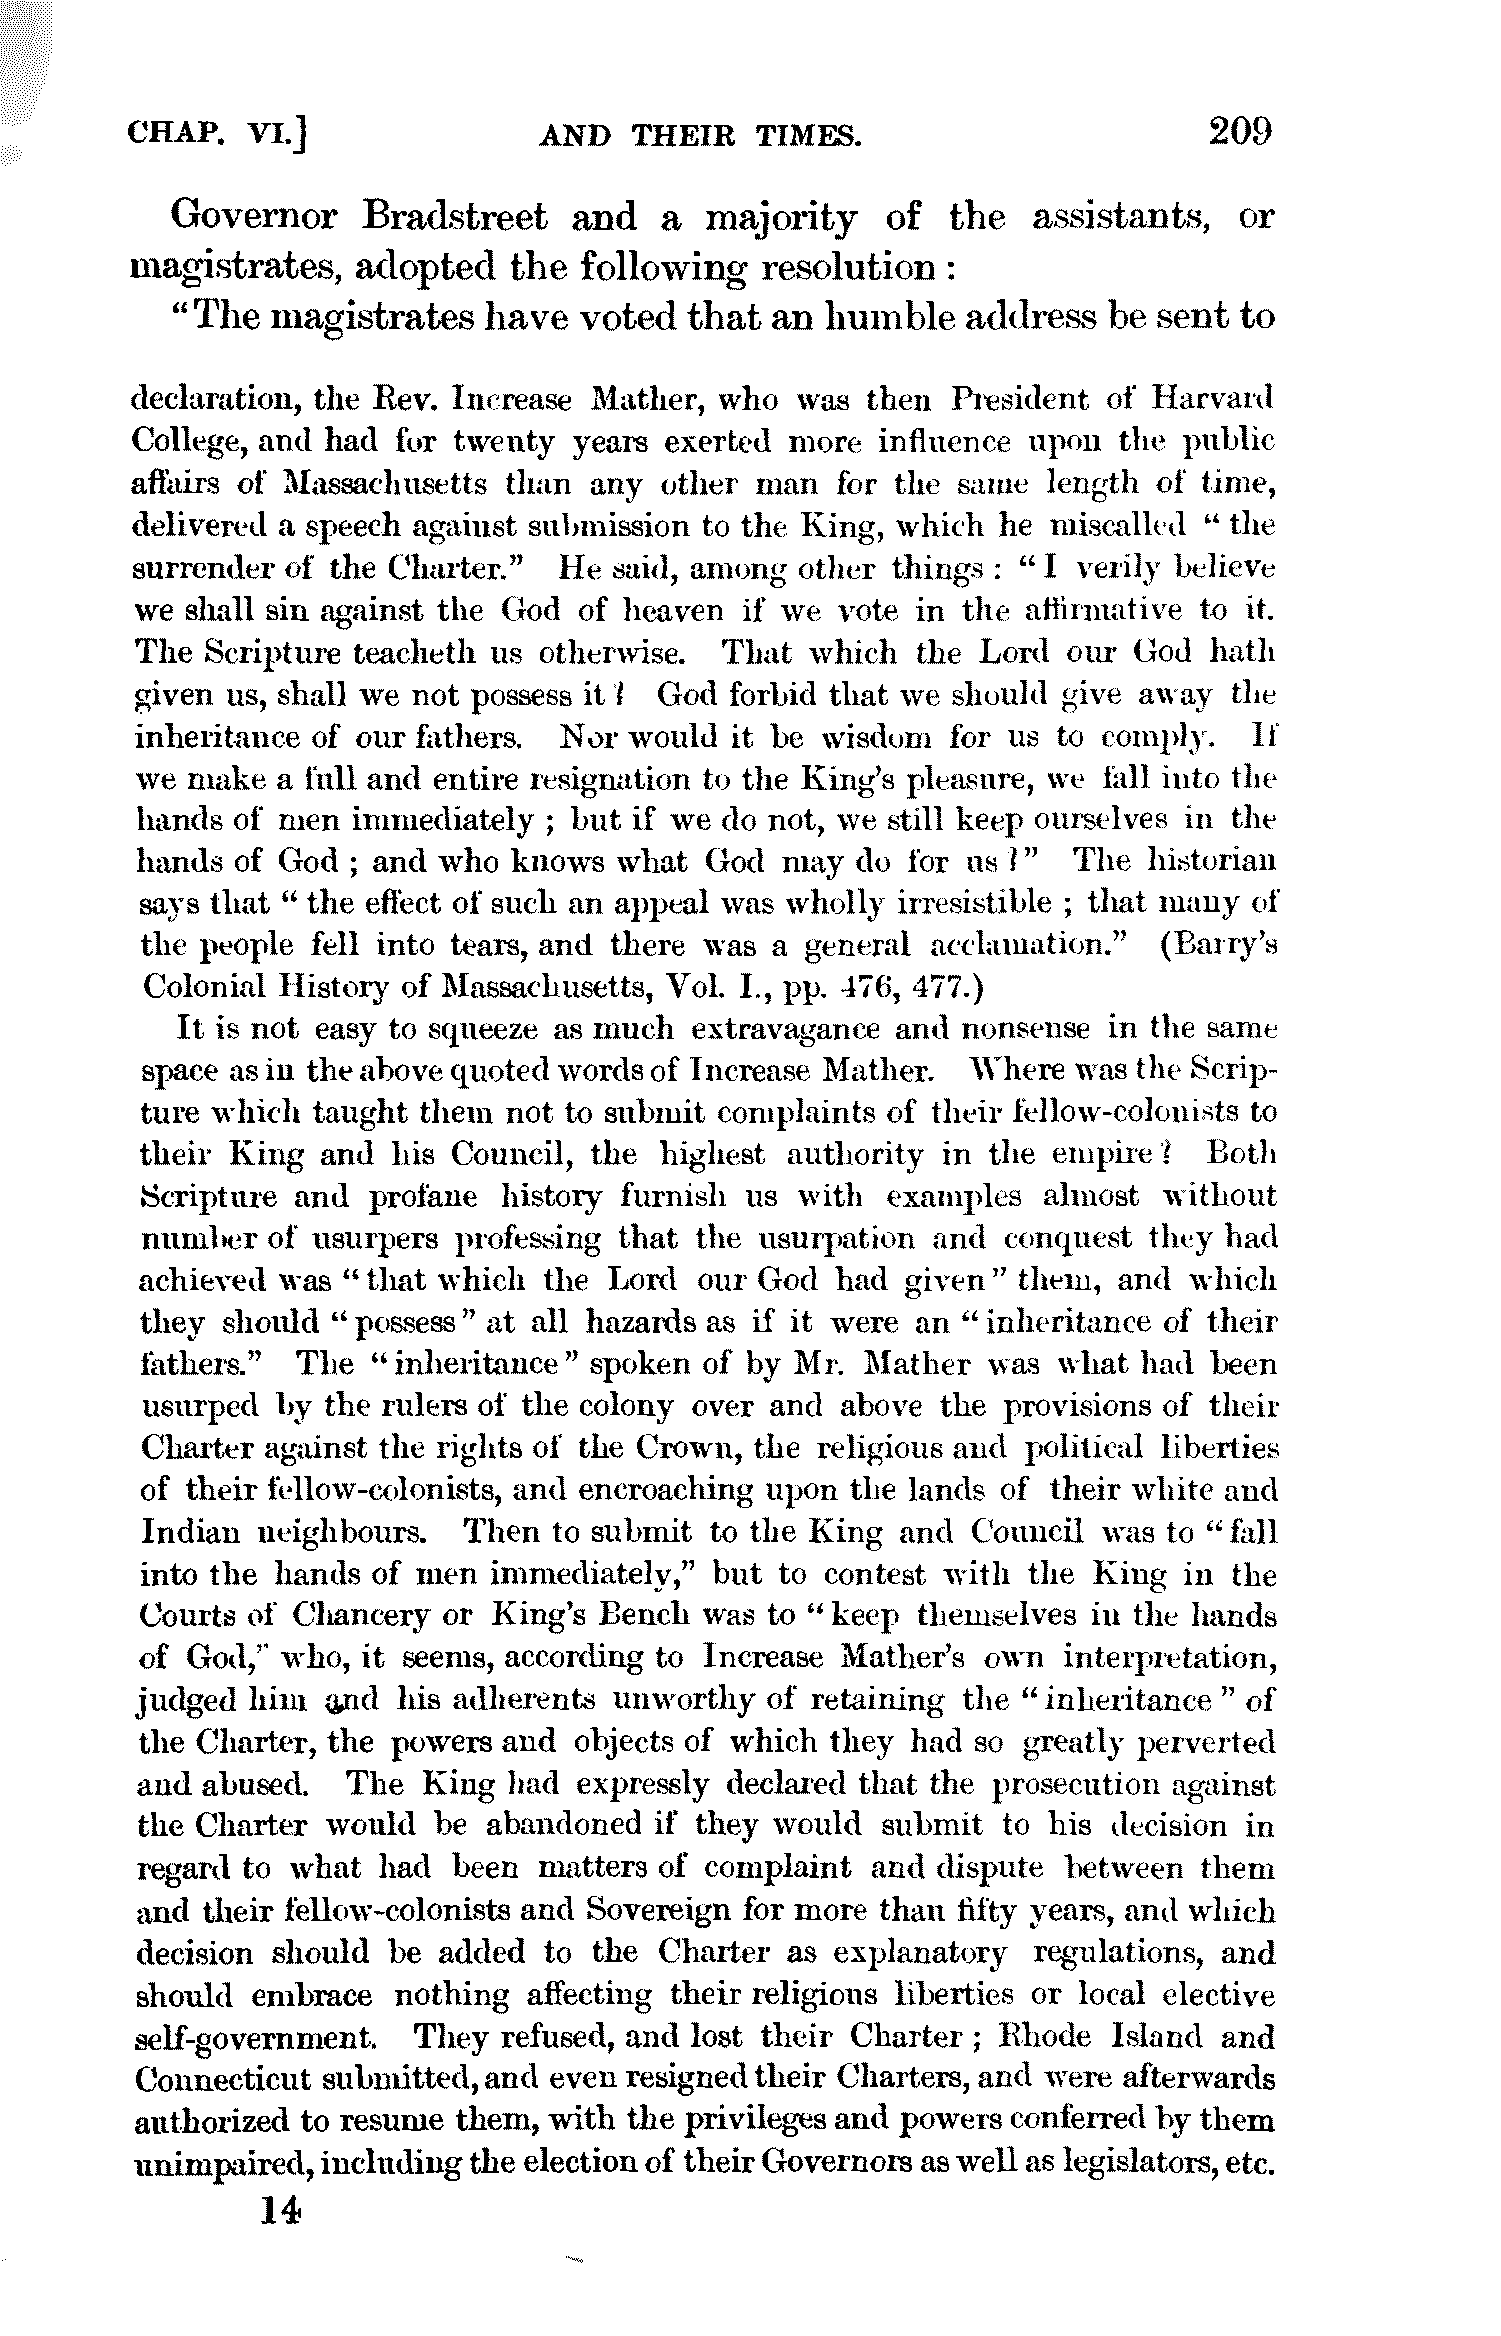 CHAP. VI.] AND THEIR TIMES. 209
Governor Bradstreet and a majority of the assistants, or
magistrates, adopted the following resolution :
"The magistrates have voted that an humble address be sent to
declaration, the Rev. Increase Mather, who was then President of Harvard
College, and had for twenty years exerted more influence upon the public
affairs of Massachusetts than any other man for the same length of time,
delivered a speech against submission to the King, which he miscalled " the
surrender of the Charter." He said, among other things : " I verily believe
we shall sin against the God of heaven if we vote in the affirmative to it.
The Scripture teacheth us otherwise. That which the Lord our God hath
given us, shall we not possess it ? God forbid that we should give away the
inheritance of our fathers. Nor would it be wisdom for us to comply. If
we make a full and entire resignation to the King's pleasure, we fall into the
hands of men immediately ; but if we do not, we still keep ourselves in the
hands of God ; and who knows what God may do for us ?" The historian
says that " the effect of such an appeal was wholly irresistible ; that many of
the people fell into tears, and there was a general acclamation." (Barry's
Colonial History of Massachusetts, Vol. I., pp. 476, 477.)
It is not easy to squeeze as much extravagance and nonsense in the same
space as in the above quoted words of Increase Mather. Where was the Scrip-
ture which taught them not to submit complaints of their fellow-colonists to
their King and his Council, the highest authority in the empire ? Both
Scripture and profane history furnish us with examples almost without
number of usurpers professing that the usurpation and conquest they had
achieved was "that which the Lord our God had given" them, and which
they should "possess" at all hazards as if it were an "inheritance of their
fathers." The "inheritance" spoken of by Mr. Mather was what had been
usurped by the rulers of the colony over and above the provisions of their
Charter against the rights of the Crown, the religious and political liberties
of their fellow-colonists, and encroaching upon the lands of their white and
Indian neighbours. Then to submit to the King and Council was to "fall
into the hands of men immediately," but to contest with the King in the
Courts of Chancery or King's Bench was to "keep themselves in the hands
of God," who, it seems, according to Increase Mather's own interpretation,
judged him and his adherents unworthy of retaining the "inheritance" of
the Charter, the powers and objects of which they had so greatly perverted
and abused. The King had expressly declared that the prosecution against
the Charter would be abandoned if they would submit to his decision in
regard to what had been matters of complaint and dispute between them
and their fellow-colonists and Sovereign for more than fifty years, and which
decision should be added to the Charter as explanatory regulations, and
should embrace nothing affecting their religious liberties or local elective
self-government. They refused, and lost their Charter ; Rhode Island and
Connecticut submitted, and even resigned their Charters, and were afterwards
authorized to resume them, with the privileges and powers conferred by them
unimpaired, including the election of their Governors as well as legislators, etc.
14